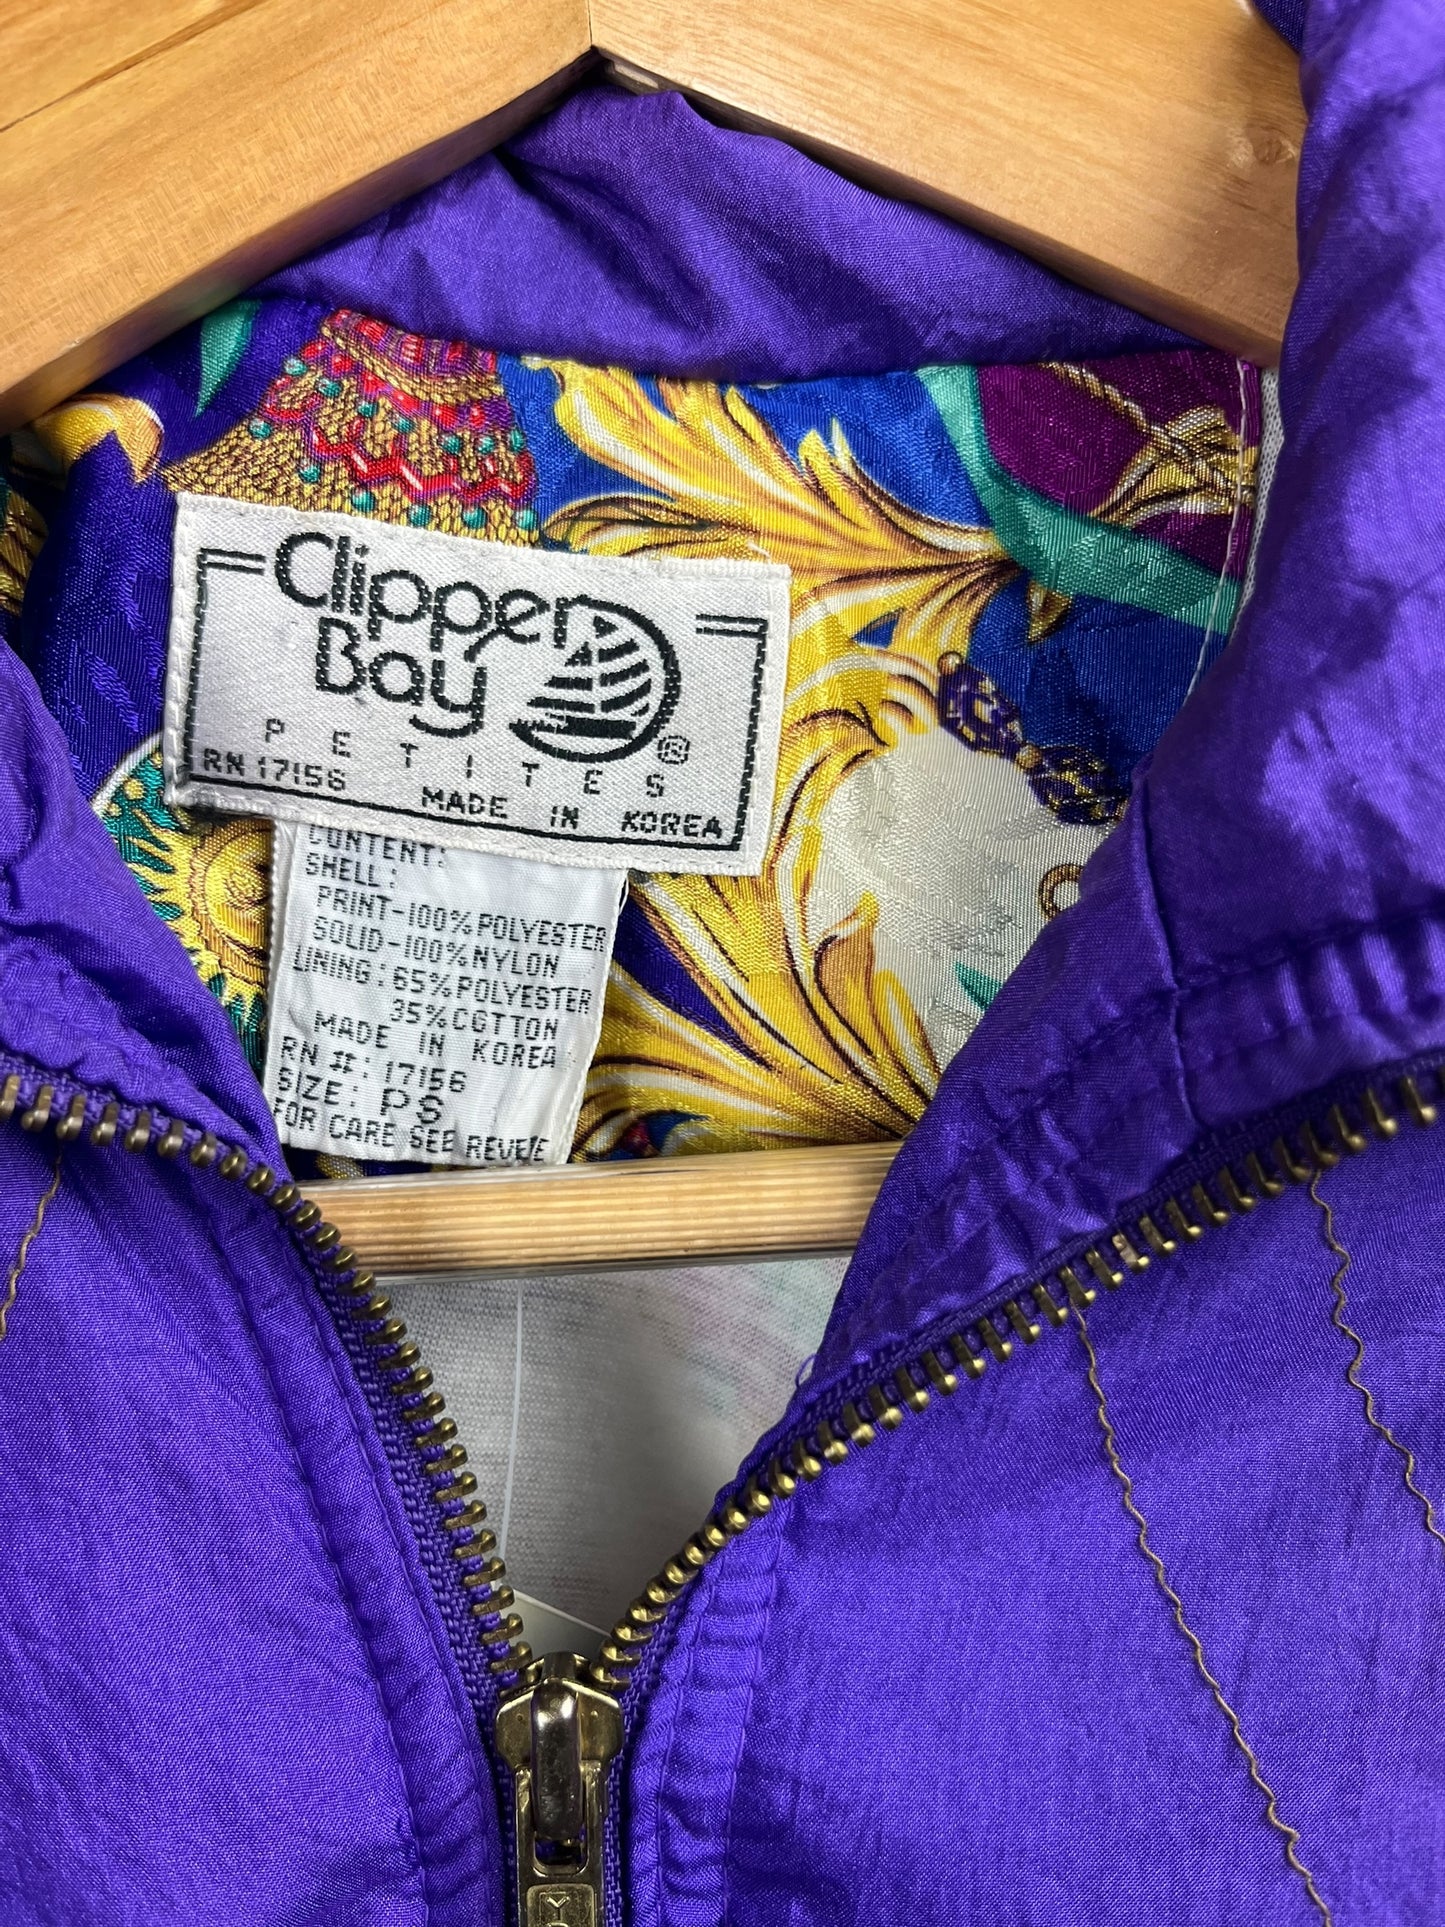 Clipper
Bay
PETITES ®
RN 17156
MADE IN KOREA
CONTENT:
SHELL:
PRINT-100% POLYESTER
SOLID-100% NYLON
LINING: 65% POLYESTER
35% COTTON
MADE IN KOREA
RN #: 17156
SIZE: PS
FOR CARE SEE REVERE
Y